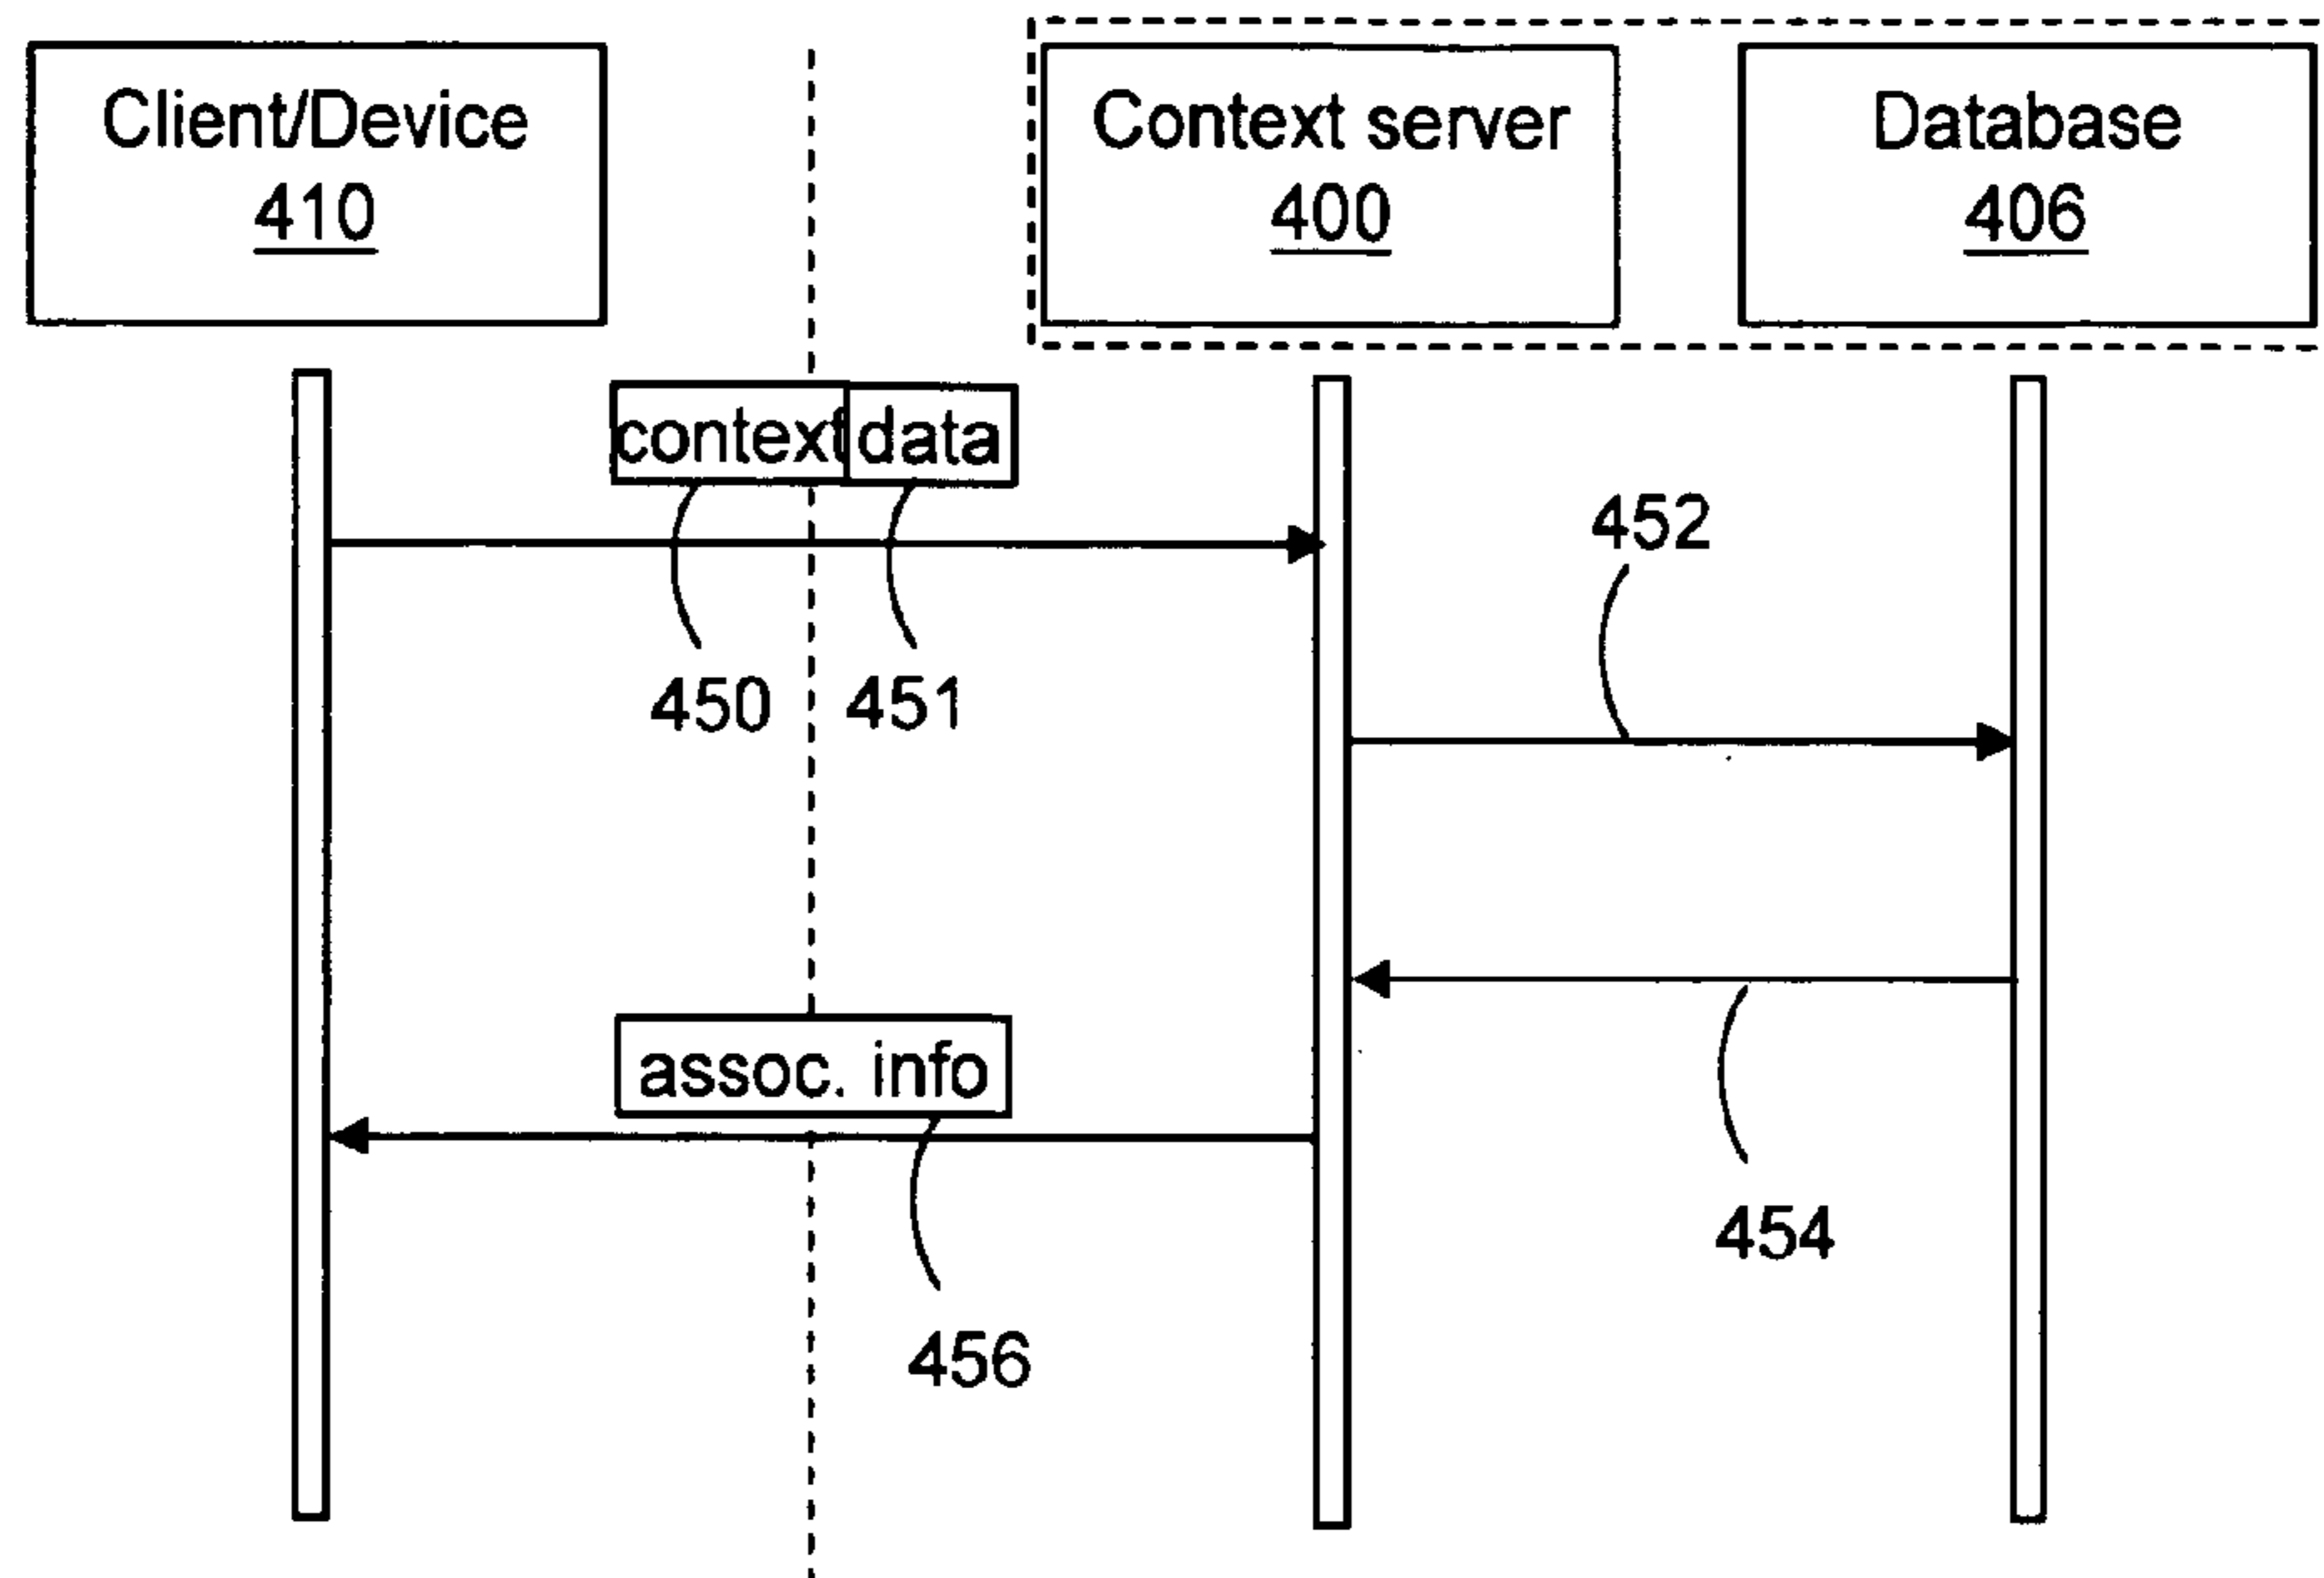 Client/Device
410
Context server
400
Database
406
context data
452
450 451
assoc. info
454
456